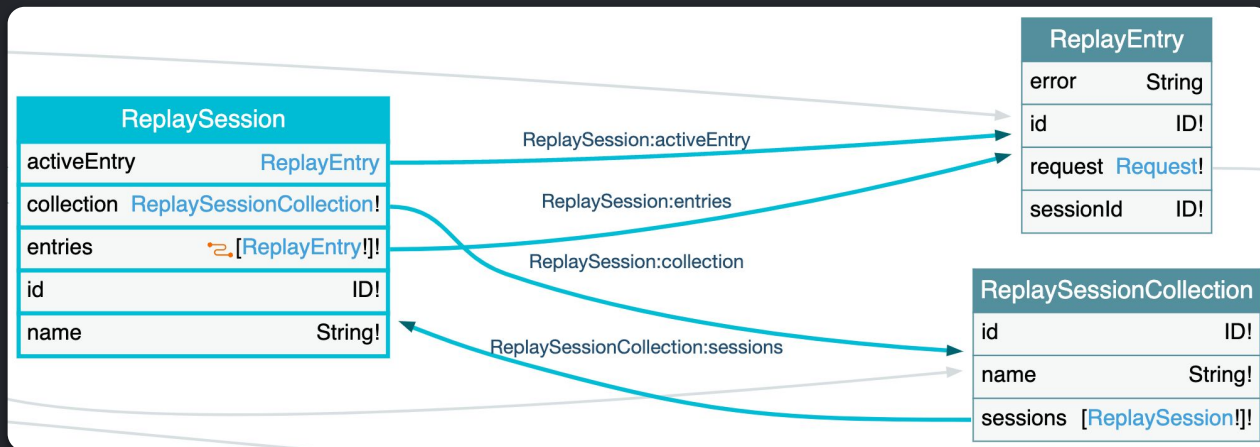 ReplaySession
activeEntry ReplayEntry
collection ReplaySessionCollection!
entries [ReplayEntry!]!
id ID!
name String!
ReplaySession:activeEntry
ReplaySession:entries
ReplaySession:collection
ReplaySessionCollection:sessions
ReplayEntry
error String
id ID!
request Request!
sessionId ID!
ReplaySessionCollection
id ID!
name String!
sessions [ReplaySession!]!